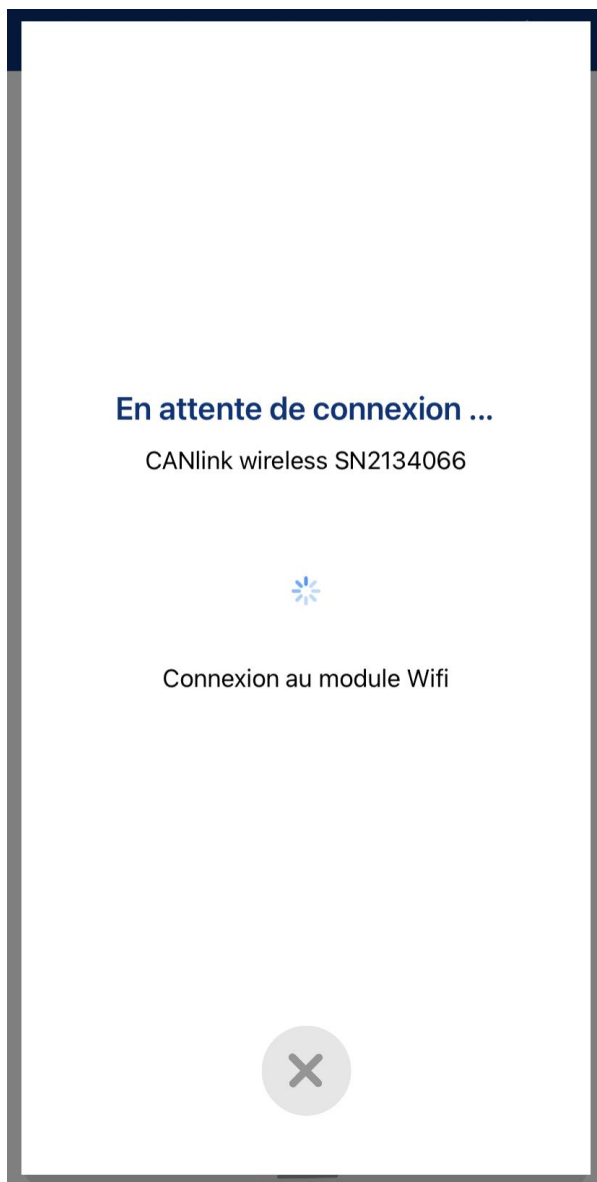 En attente de connexion ...
CANlink wireless SN2134066
Connexion au module Wifi